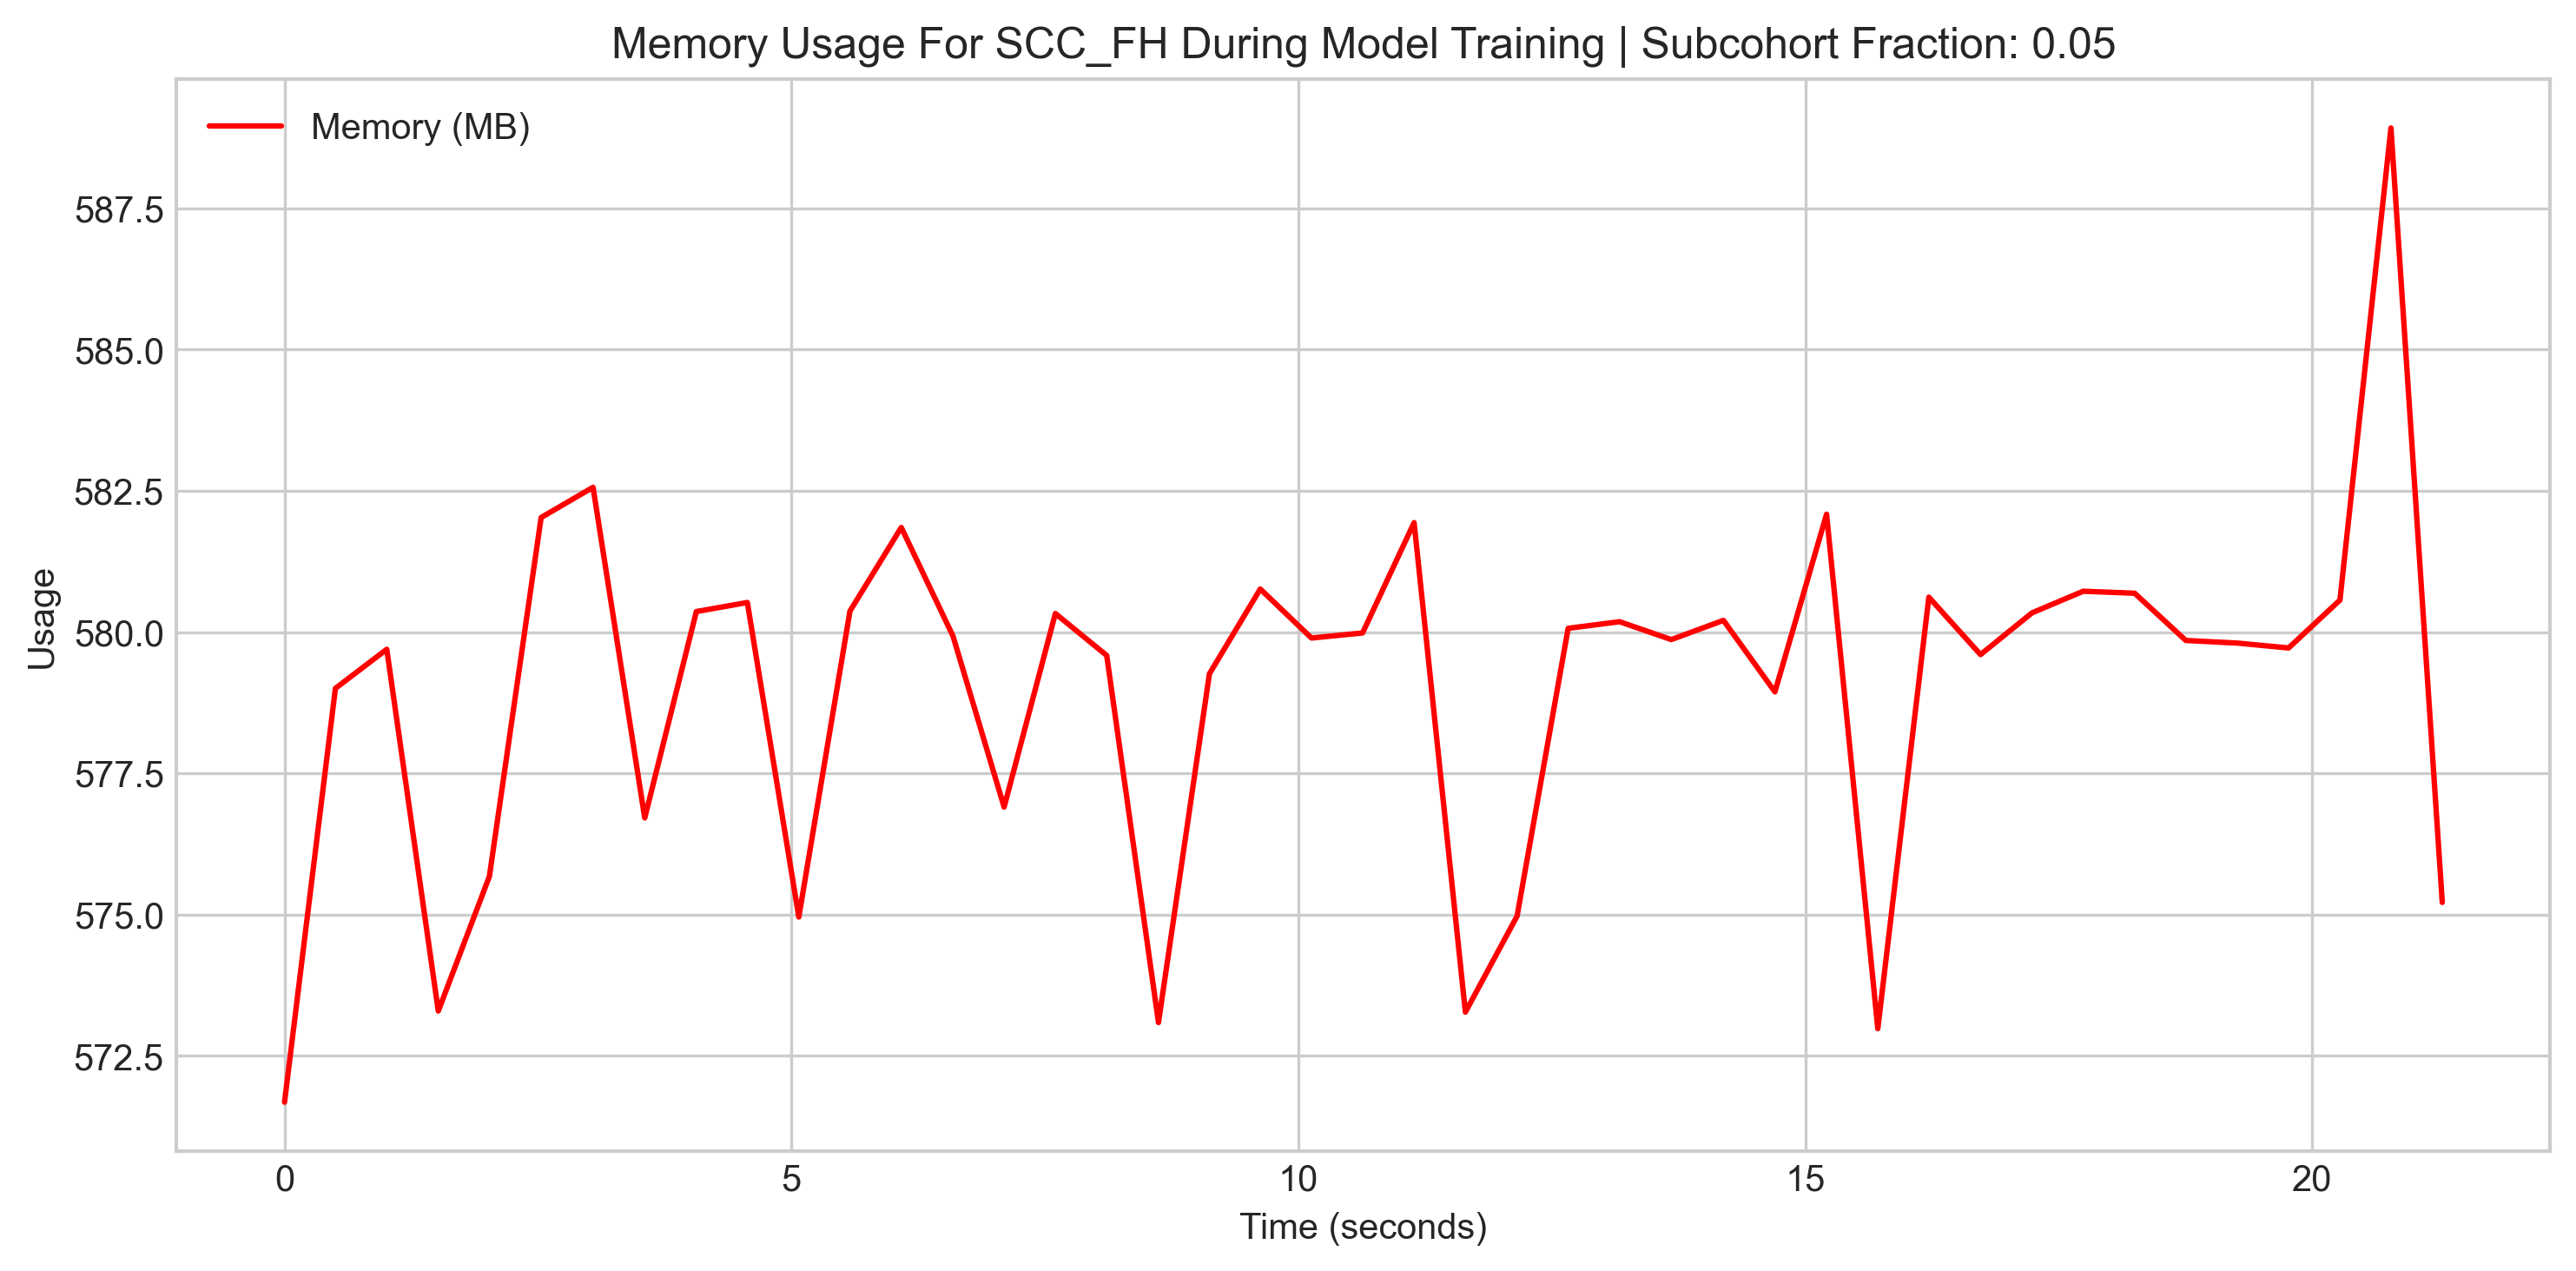 Memory Usage For SCC_FH During Model Training | Subcohort Fraction: 0.05
Memory (MB)
587.5
585.0
582.5
580.0
577.5
575.0
572.5
Usage
0 5 10 15 20
Time (seconds)